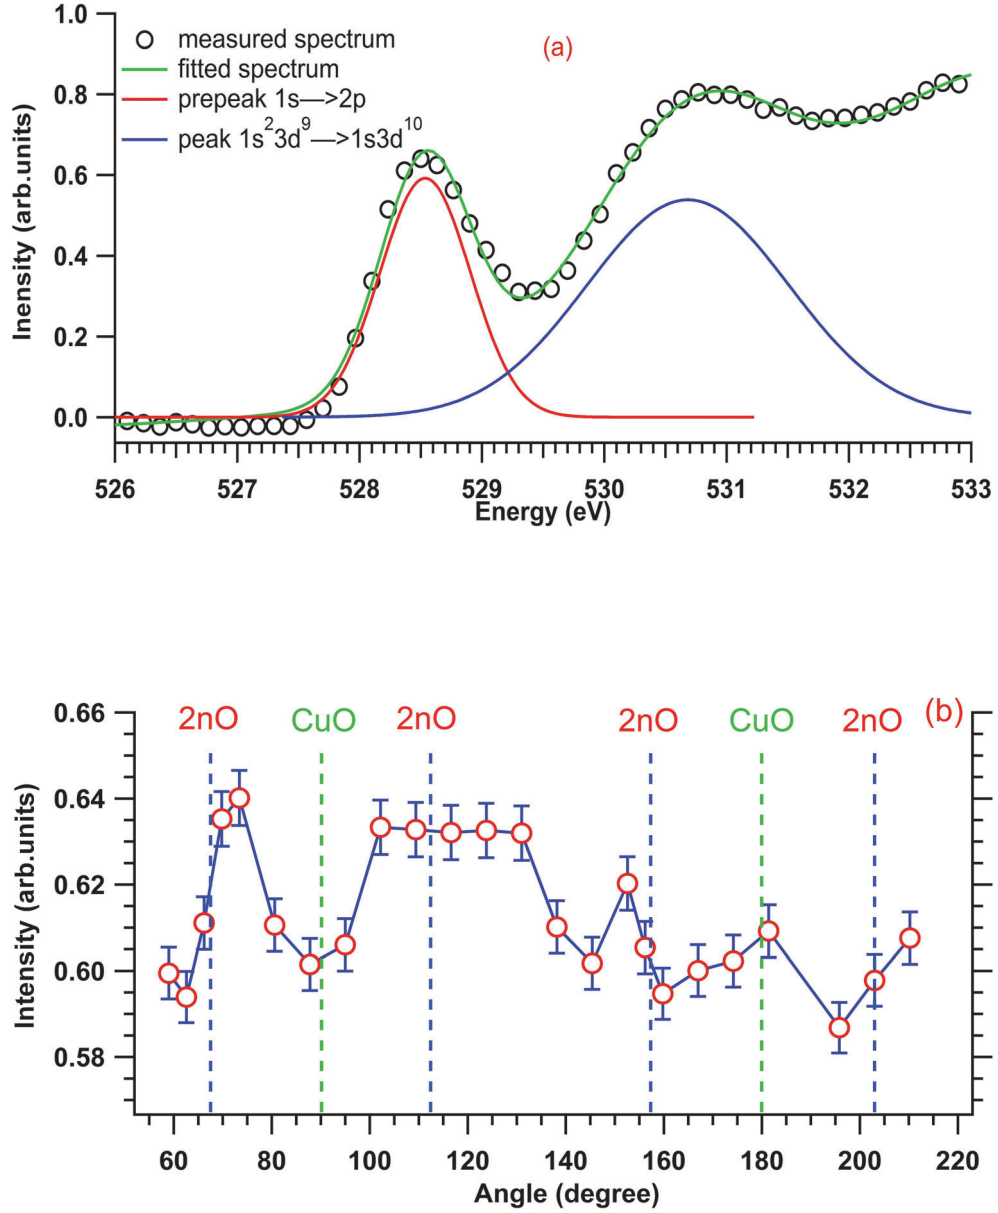 1.0
measured spectrum
(a)
fitted spectrum
0.8
prepeak 1s—>2p
peak 1s²3d⁹—>1s3d¹⁰
0.6
0.4
0.2
0.0
Inensity (arb.units)
526 527 528 529 530 531 532 533
Energy (eV)
0.66
2nO CuO 2nO 2nO CuO 2nO (b)
0.64
0.62
0.60
0.58
Intensity (arb.units)
60 80 100 120 140 160 180 200 220
Angle (degree)